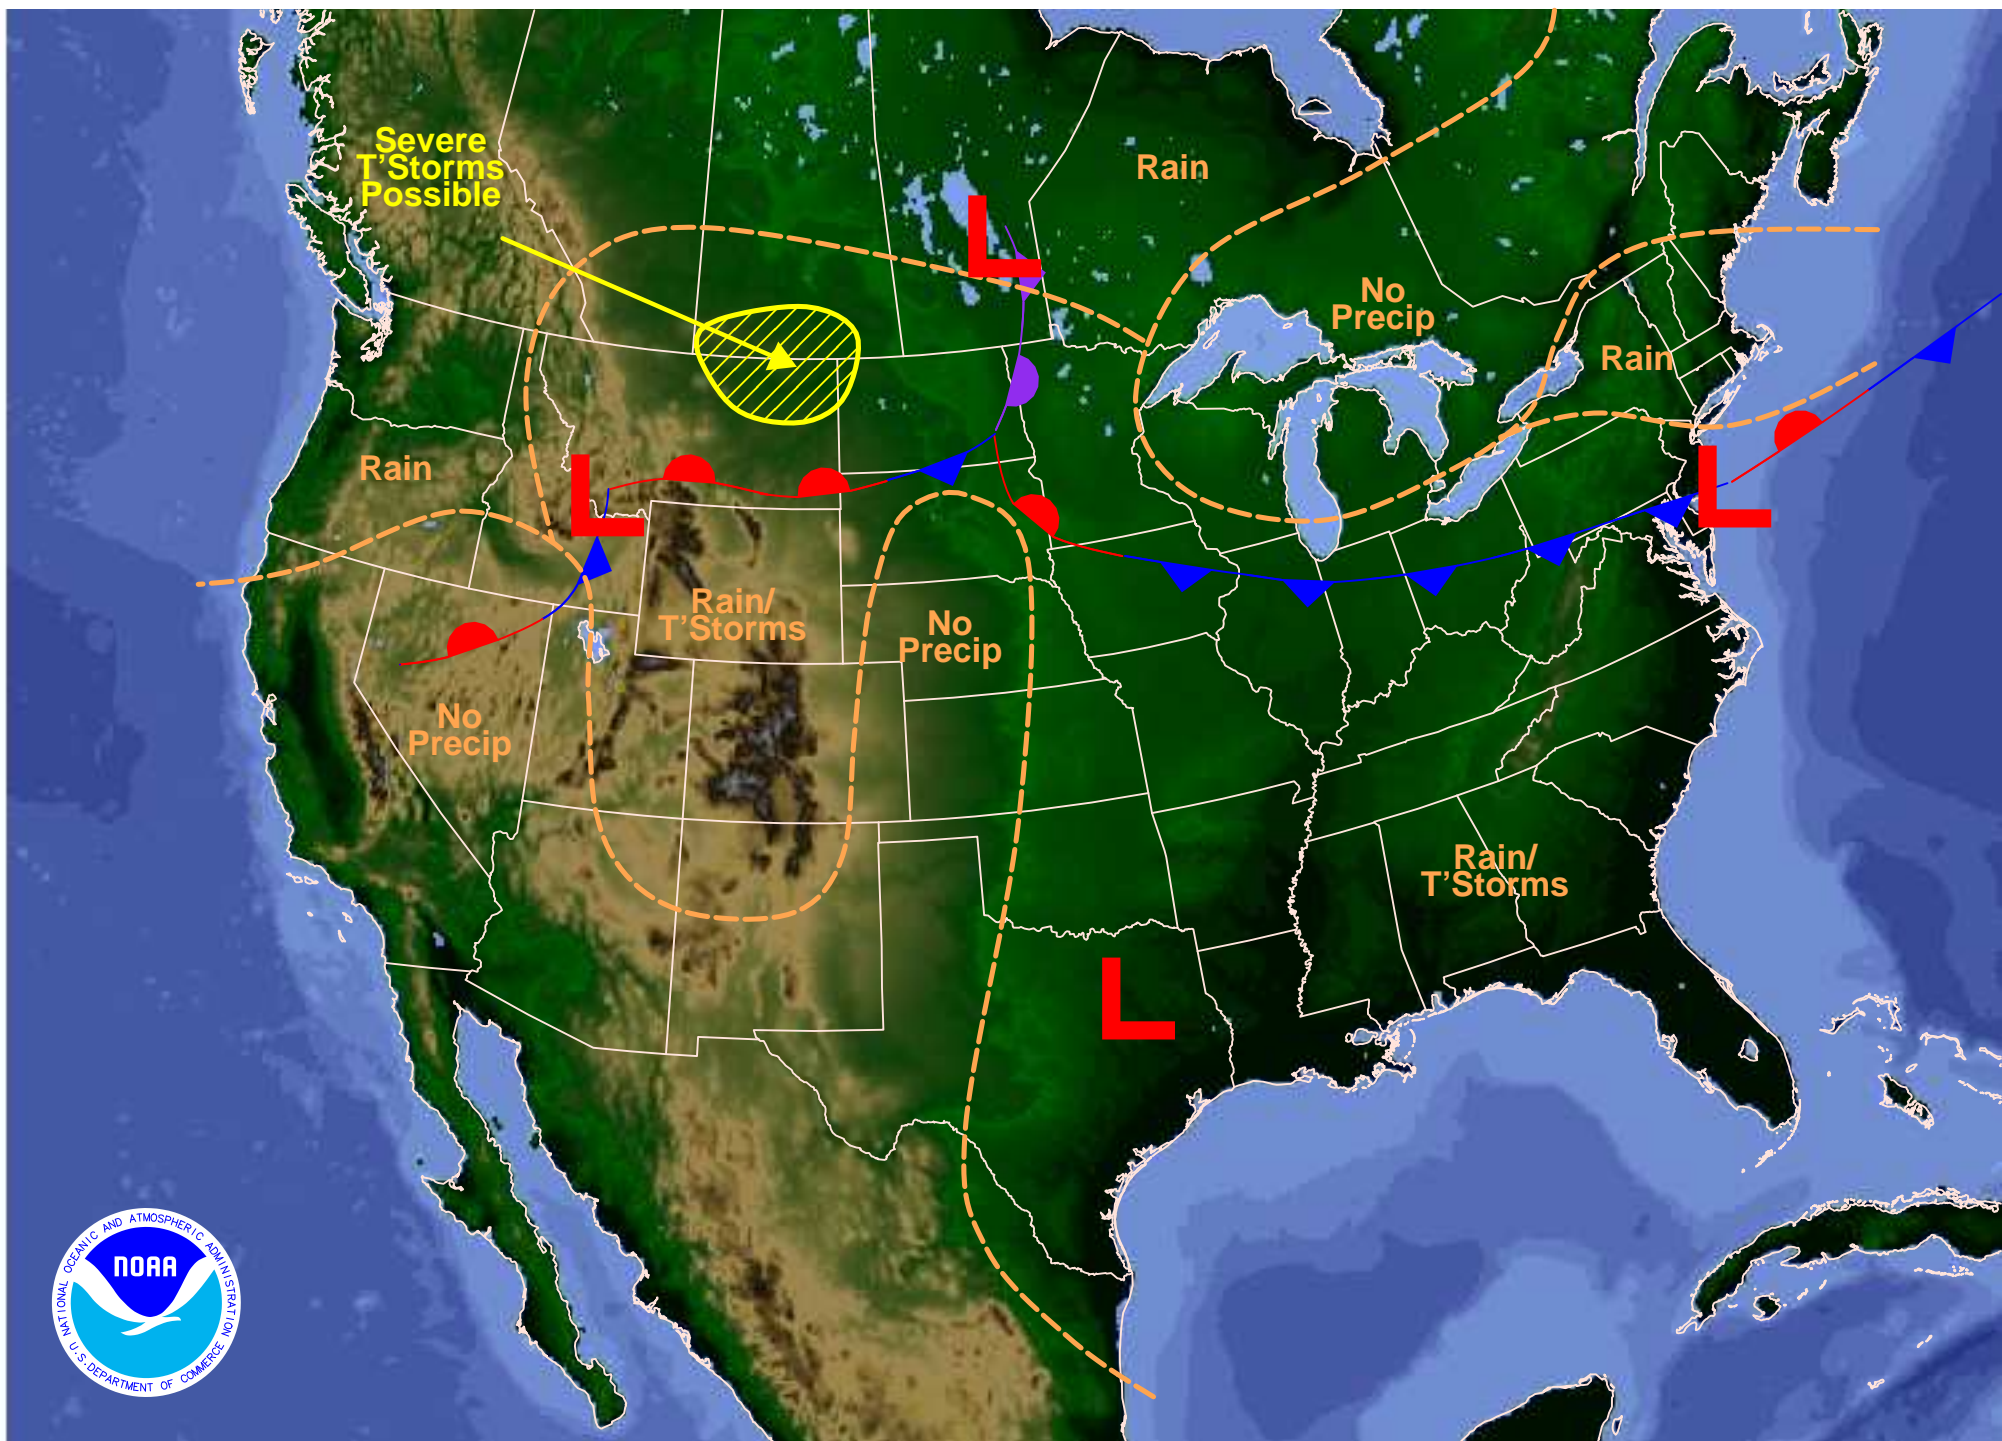 Severe
T'Storms
Possible
Rain
L
No
Precip
Rain
Rain
L
L
Rain/
T'Storms
No
Precip
No
Precip
Rain/
T'Storms
L
NATIONAL OCEANIC AND ATMOSPHERIC ADMINISTRATION
NOAA
U.S. DEPARTMENT OF COMMERCE